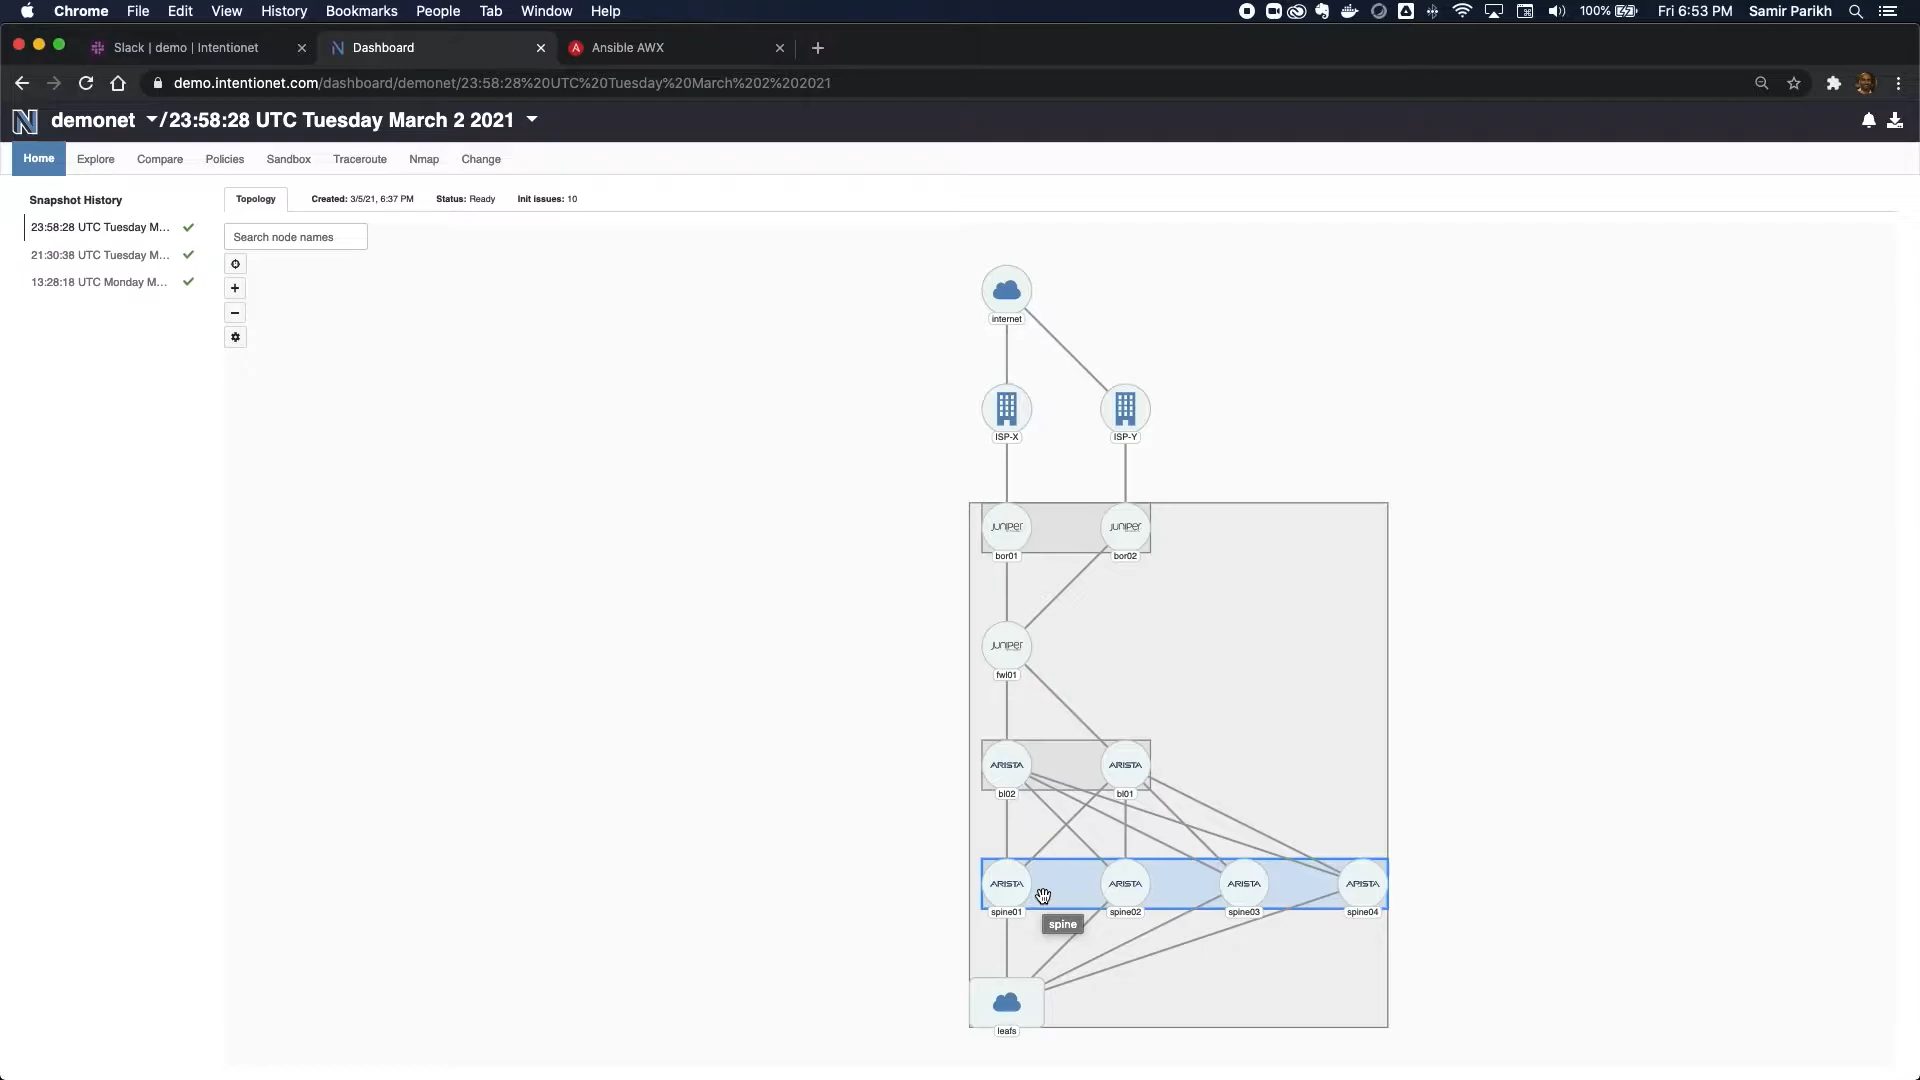 Chrome File Edit View History Bookmarks People Tab Window Help 100% Fri 6:53 PM Samir Parikh
Slack | demo | Intentionet
Dashboard
Ansible AWX
demo.intentionet.com/dashboard/demonet/23:58:28%20UTC%20Tuesday%20March%202%202021
demonet /23:58:28 UTC Tuesday March 2 2021
Home Explore Compare Policies Sandbox Traceroute Nmap Change
Snapshot History
23:58:28 UTC Tuesday M...
21:30:38 UTC Tuesday M...
13:28:18 UTC Monday M...
Topology Created: 3/5/21, 6:37 PM Status: Ready Init issues: 10
Search node names
internet
ISP-X
ISP-Y
JUNIPER
JUNIPER
bor01
bor02
JUNIPER
fwl01
ARISTA
ARISTA
bl02
bl01
ARISTA
ARISTA
ARISTA
ARISTA
spine01
spine02
spine03
spine04
spine
leafs